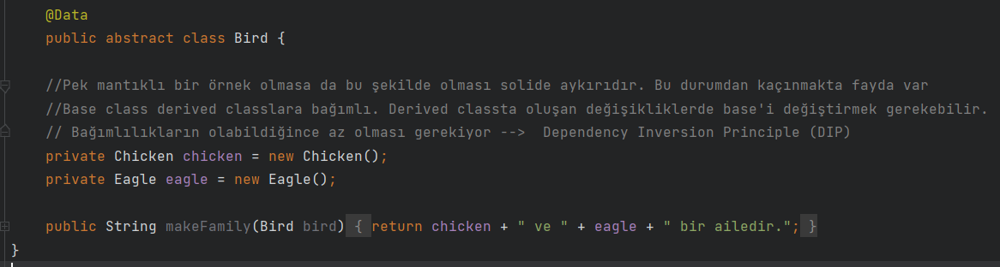 @Data
public abstract class Bird {
//Pek mantıklı bir örnek olmasa da bu şekilde olması solide aykırıdır. Bu durumdan kaçınmakta fayda var
//Base class derived classlara bağımlı. Derived classta oluşan değişikliklerde base'i değiştirmek gerekebilir.
// Bağımlılıkların olabildiğince az olması gerekiyor -->  Dependency Inversion Principle (DIP)
private Chicken chicken = new Chicken();
private Eagle eagle = new Eagle();
public String makeFamily(Bird bird) { return chicken + " ve " + eagle + " bir ailedir."; }
}